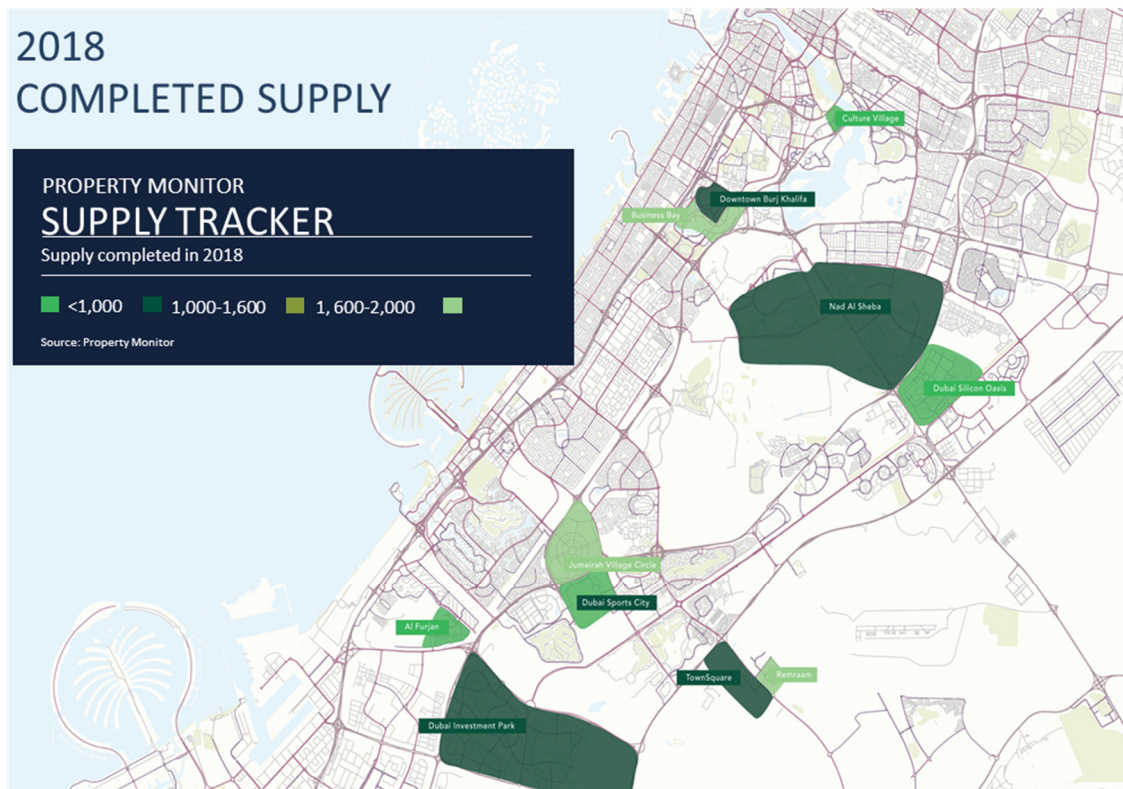 2018
COMPLETED SUPPLY
PROPERTY MONITOR
SUPPLY TRACKER
Supply completed in 2018
<1,000 1,000-1,600 1, 600-2,000
Source: Property Monitor
Culture Village
Downtown Burj Khalifa
Business Bay
Nad Al Sheba
Dubai Silicon Oasis
Jumeirah Village Circle
Dubai Sports City
Al Furjan
TownSquare
Remraam
Dubai Investment Park